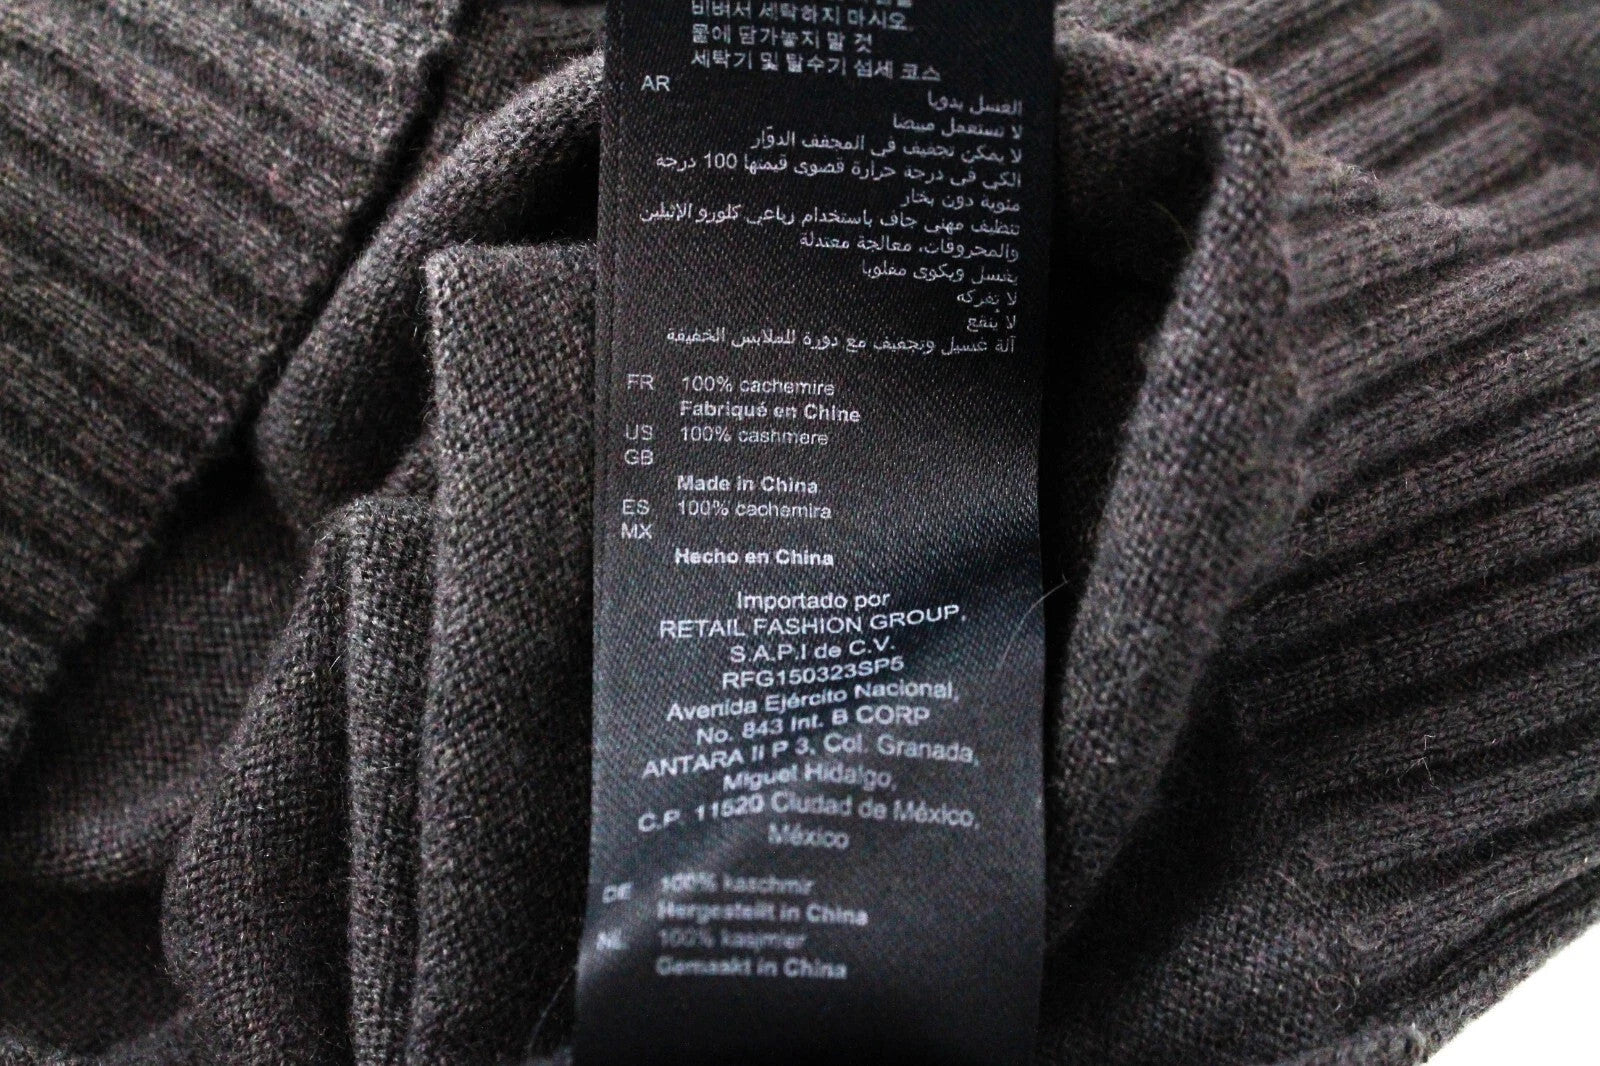 비벼서 세탁하지 마시오.
물에 담가놓지 말 것
세탁기 및 탈수기 섬세 코스
AR
الغسل يدويا
لا تستعمل مبيضا
لا يمكن تجفيف في المجفف الدوّار
الكي في درجة حرارة قصوى قيمتها 100 درجة
مئوية دون بخار
تنظيف مهني جاف باستخدام رباعي كلورو الإثيلين
والمحروقات، معالجة معتدلة
يغسل ويكوى مقلوبا
لا يُفركه
لا يُنقع
آلة غسيل وتجفيف مع دورة للملابس الخفيفة
FR 100% cachemire
Fabriqué en Chine
US 100% cashmere
GB
Made in China
ES 100% cachemira
MX
Hecho en China
Importado por
RETAIL FASHION GROUP,
S.A.P.I de C.V.
RFG150323SP5
Avenida Ejército Nacional,
No. 843 Int. B CORP
ANTARA II P 3, Col. Granada,
Miguel Hidalgo,
C.P. 11520 Ciudad de México,
México
DE 100% kaschmir
Hergestellt in China
NL 100% kasjmier
Gemaakt in China